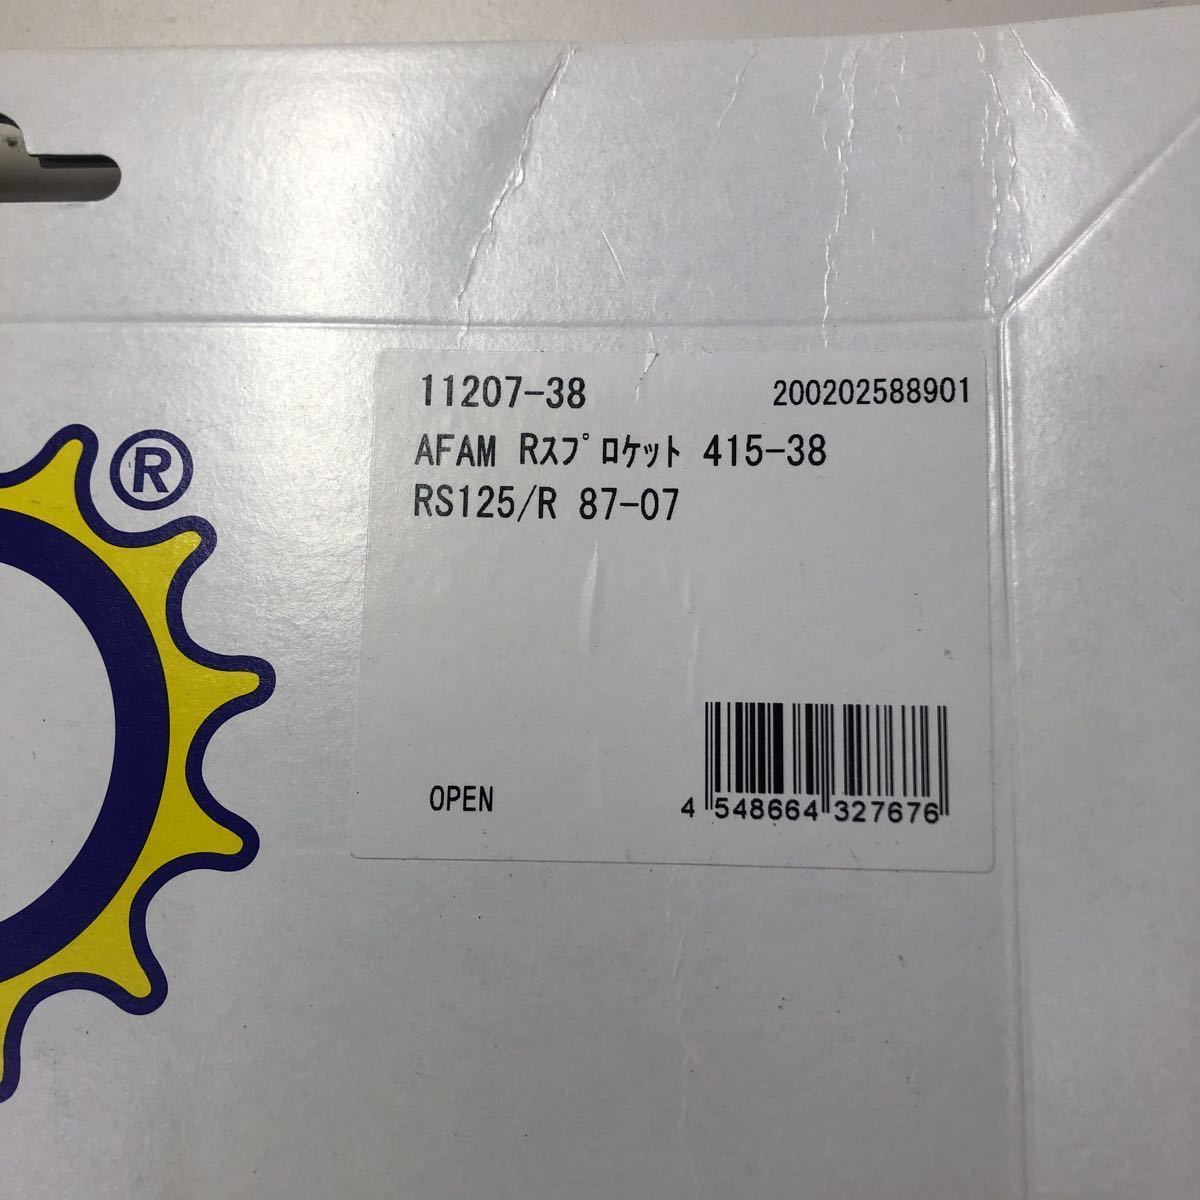 11207-38 200202588901
AFAM Rｽﾌﾟﾛｹｯﾄ 415-38
RS125/R 87-07
OPEN
4 548664 327676
®